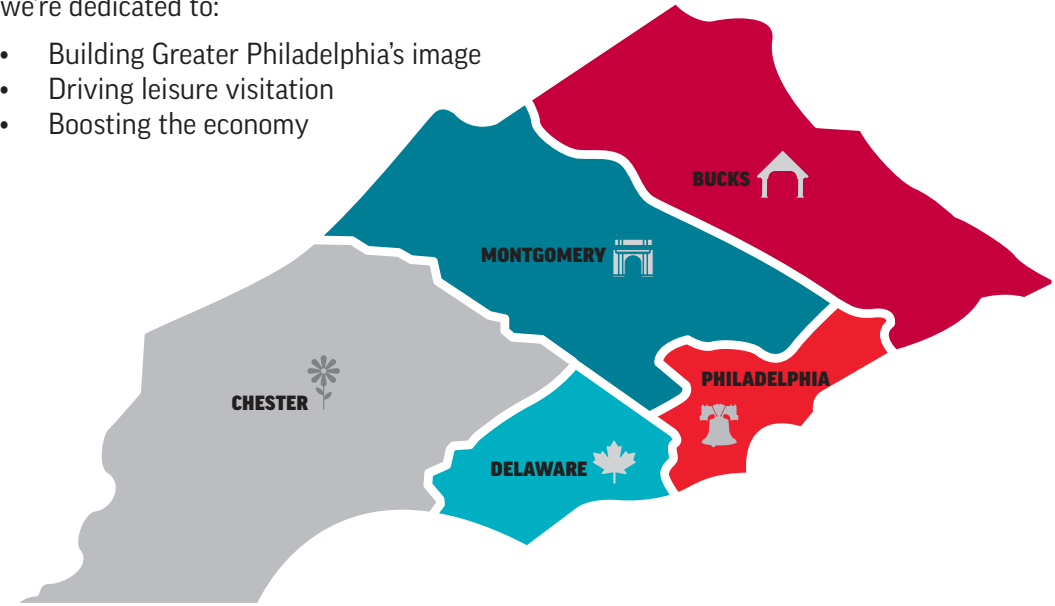 we're dedicated to:
• Building Greater Philadelphia's image
• Driving leisure visitation
• Boosting the economy
BUCKS
MONTGOMERY
PHILADELPHIA
CHESTER
DELAWARE